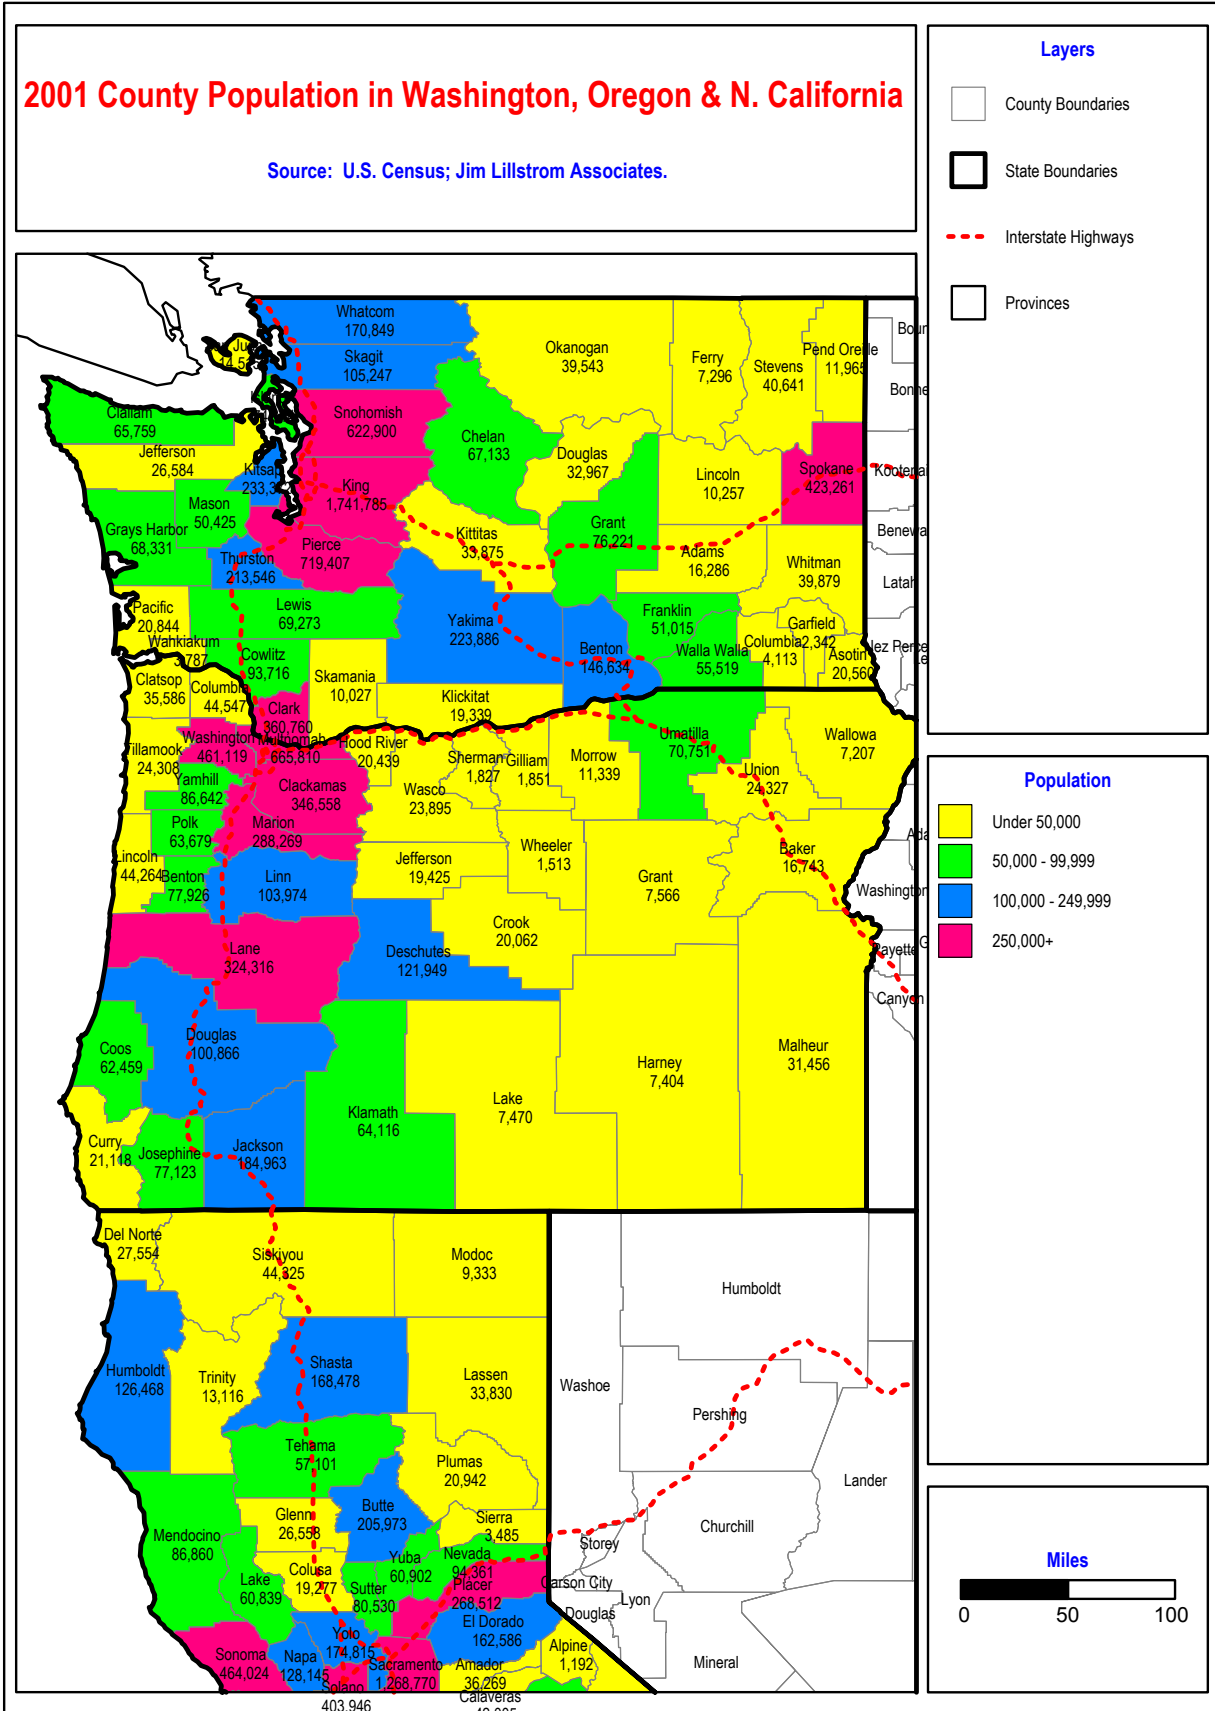 2001 County Population in Washington, Oregon & N. California
Source: U.S. Census; Jim Lillstrom Associates.
Layers
County Boundaries
State Boundaries
Interstate Highways
Provinces
Population
Under 50,000
50,000 - 99,999
100,000 - 249,999
250,000+
Miles
0 50 100
Whatcom
170,849
Skagit
105,247
Okanogan
39,543
Ferry
7,296
Stevens
40,641
Pend Oreille
11,965
Snohomish
622,900
Chelan
67,133
Clallam
65,759
Jefferson
26,584
Kitsap
Douglas
32,967
Lincoln
10,257
Spokane
423,261
King
1,741,785
Mason
50,425
Grays Harbor
68,331
Grant
76,221
Kittitas
33,875
Pierce
719,407
Thurston
213,546
Adams
16,286
Whitman
39,879
Lewis
69,273
Pacific
20,844
Wahkiakum
3,787
Yakima
223,886
Franklin
51,015
Garfield
2,342
Columbia
4,113
Asotin
20,560
Walla Walla
55,519
Benton
146,634
Cowlitz
93,716
Skamania
10,027
Klickitat
19,339
Clark
360,760
Kootenai
Latah
Clatsop
35,586
Columbia
44,547
Washington
461,119
Multnomah
665,810
Hood River
20,439
Tillamook
24,308
Yamhill
86,642
Clackamas
346,558
Sherman
1,827
Gilliam
1,851
Morrow
11,339
Umatilla
70,751
Union
24,327
Wallowa
7,207
Wasco
23,895
Polk
63,679
Marion
288,269
Lincoln
44,264
Benton
77,926
Linn
103,974
Jefferson
19,425
Wheeler
1,513
Grant
7,566
Baker
16,743
Washington
Crook
20,062
Lane
324,316
Deschutes
121,949
Payette
Canyon
Coos
62,459
Douglas
100,866
Klamath
64,116
Lake
7,470
Harney
7,404
Malheur
31,456
Curry
21,118
Josephine
77,123
Jackson
184,963
Del Norte
27,554
Siskiyou
44,325
Modoc
9,333
Humboldt
Humboldt
126,468
Trinity
13,116
Shasta
168,478
Lassen
33,830
Washoe
Pershing
Lander
Tehama
57,101
Plumas
20,942
Butte
205,973
Glenn
26,558
Sierra
3,485
Churchill
Mendocino
86,860
Storey
Colusa
19,277
Yuba
60,902
Nevada
94,361
Lake
60,839
Sutter
80,530
Placer
268,512
Carson City
Lyon
Douglas
El Dorado
162,586
Yolo
174,815
Sonoma
464,024
Napa
128,145
Sacramento
1,268,770
Amador
36,269
Alpine
1,192
Mineral
Solano
403,946
Calaveras